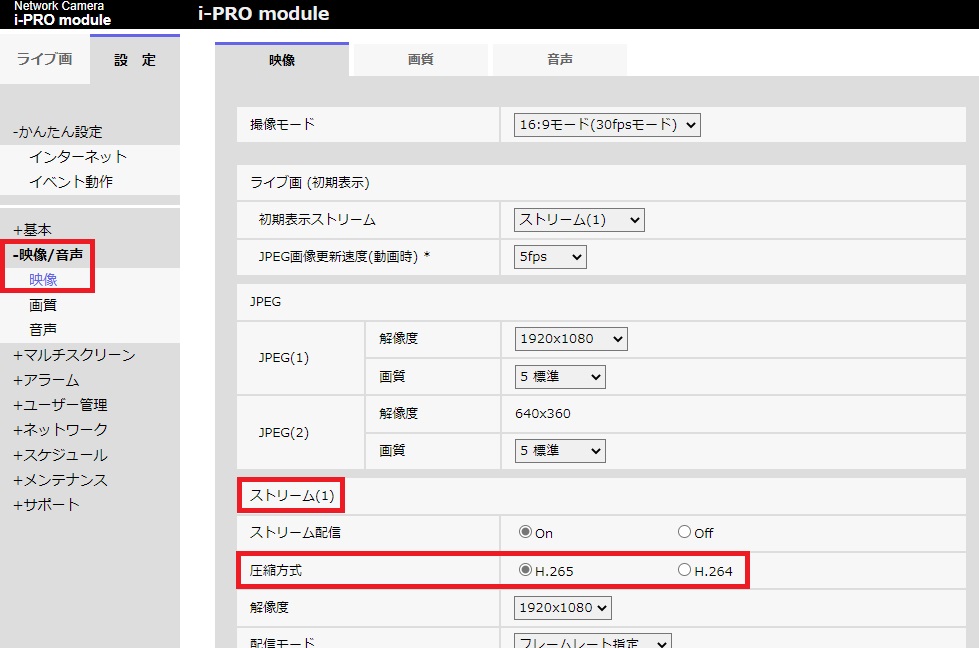 Network Camera
i-PRO module
i-PRO module
ライブ画
設 定
-かんたん設定
インターネット
イベント動作
+基本
-映像/音声
映像
画質
音声
+マルチスクリーン
+アラーム
+ユーザー管理
+ネットワーク
+スケジュール
+メンテナンス
+サポート
映像
画質
音声
撮像モード
16:9モード(30fpsモード)
ライブ画 (初期表示)
初期表示ストリーム
ストリーム(1)
JPEG画像更新速度(動画時) *
5fps
JPEG
JPEG(1)
解像度
1920x1080
画質
5 標準
JPEG(2)
解像度
640x360
画質
5 標準
ストリーム(1)
ストリーム配信
On
Off
圧縮方式
H.265
H.264
解像度
1920x1080
配信モード
フレームレート指定